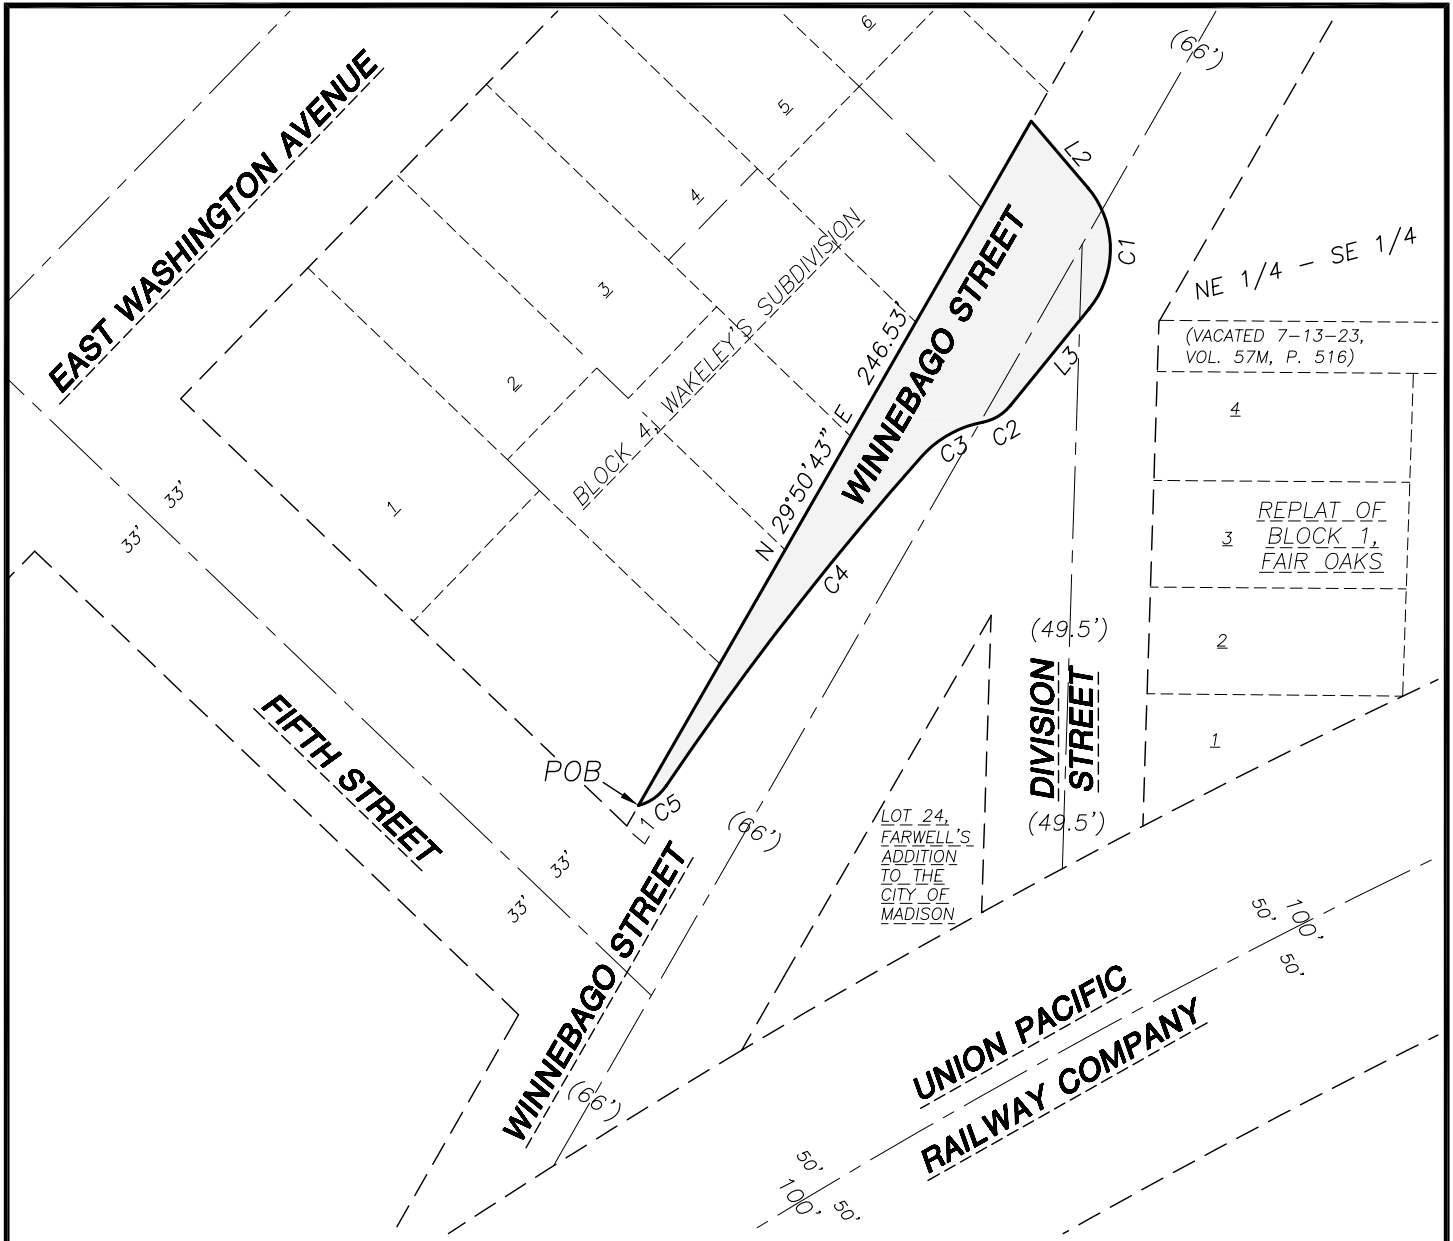 6
(66')
EAST WASHINGTON AVENUE
5
L2
4
BLOCK 4, WAKELEY'S SUBDIVISION
WINNEBAGO STREET
C1
NE 1/4 - SE 1/4
3
(VACATED 7-13-23,
VOL. 57M, P. 516)
L3
2
N 29°50'43" E 246.53'
4
C3
C2
33'
33'
1
REPLAT OF
BLOCK 1,
FAIR OAKS
3
C4
(49.5')
2
DIVISION
STREET
FIFTH STREET
1
POB
C5
1
(66')
(49.5')
LOT 24,
FARWELL'S
ADDITION
TO THE
CITY OF
MADISON
33'
33'
WINNEBAGO STREET
50'
100'
50'
UNION PACIFIC
RAILWAY COMPANY
(66')
50'
100'
50'